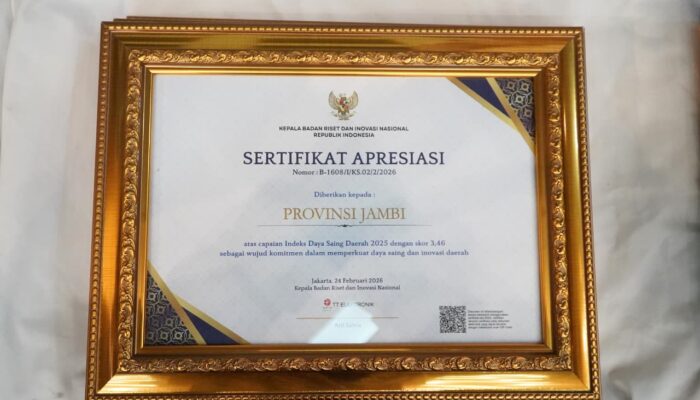 KEPALA BADAN RISET DAN INOVASI NASIONAL
REPUBLIK INDONESIA
SERTIFIKAT APRESIASI
Nomor : B-1608/I/KS.02/2/2026
Diberikan kepada :
PROVINSI JAMBI
atas capaian Indeks Daya Saing Daerah 2025 dengan skor 3,46
sebagai wujud komitmen dalam memperkuat daya saing dan inovasi daerah
Jakarta, 24 Februari 2026
Kepala Badan Riset dan Inovasi Nasional